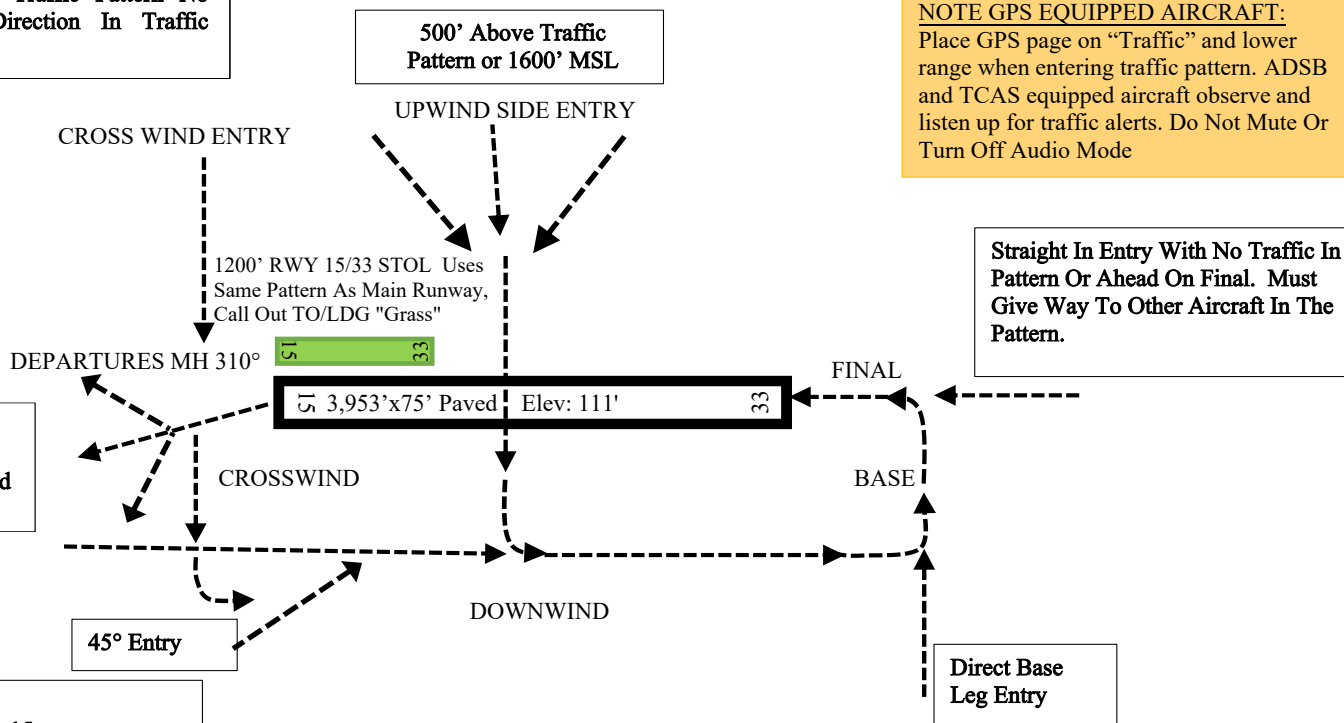 Direction In Traffic
500’ Above Traffic
Pattern or 1600’ MSL
NOTE GPS EQUIPPED AIRCRAFT:
Place GPS page on “Traffic” and lower
range when entering traffic pattern. ADSB
and TCAS equipped aircraft observe and
listen up for traffic alerts. Do Not Mute Or
Turn Off Audio Mode
UPWIND SIDE ENTRY
CROSS WIND ENTRY
Straight In Entry With No Traffic In
Pattern Or Ahead On Final. Must
Give Way To Other Aircraft In The
Pattern.
1200’ RWY 15/33 STOL Uses
Same Pattern As Main Runway,
Call Out TO/LDG "Grass"
DEPARTURES MH 310°
15 33
FINAL
15 3,953’x75’ Paved Elev: 111' 33
CROSSWIND
BASE
DOWNWIND
45° Entry
Direct Base
Leg Entry